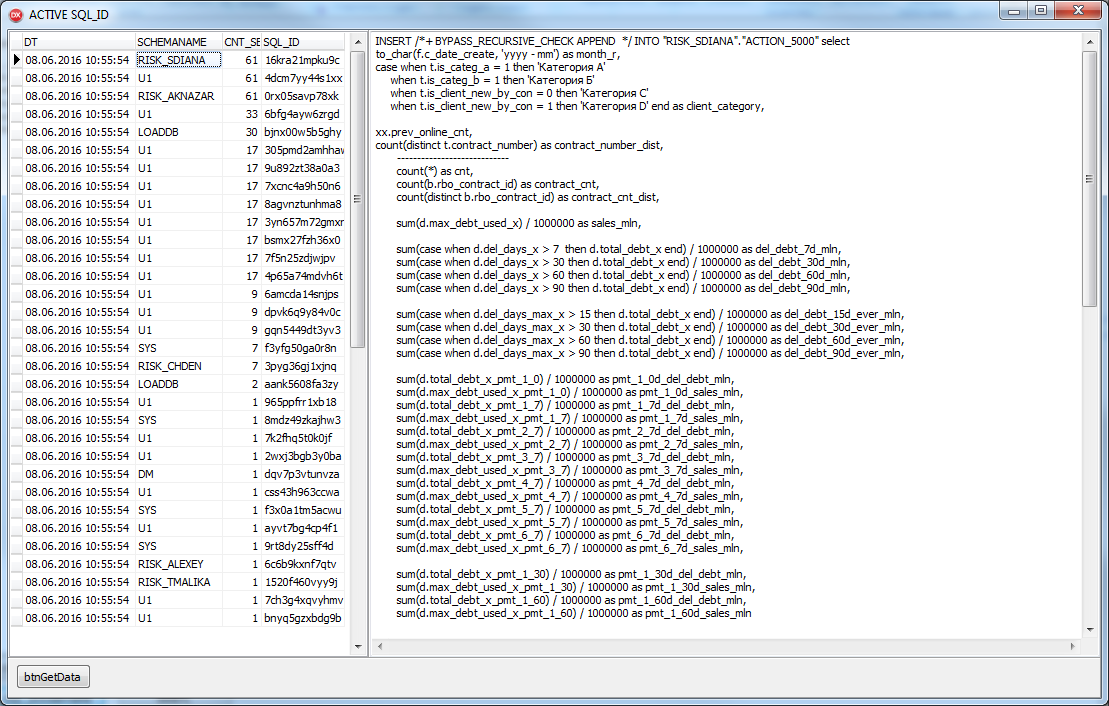 ACTIVE SQL_ID
DT SCHEMANAME CNT_SE SQL_ID
08.06.2016 10:55:54 RISK_SDIANA 61 16kra21mpku9c
08.06.2016 10:55:54 U1 61 4dcm7yy44s1xx
08.06.2016 10:55:54 RISK_AKNAZAR 61 0rx05savp78xk
08.06.2016 10:55:54 U1 33 6bfg4ayw6zrgd
08.06.2016 10:55:54 LOADDB 30 bjnx00w5b5ghy
08.06.2016 10:55:54 U1 17 305pmd2amhhaw
08.06.2016 10:55:54 U1 17 9u892zt38a0a3
08.06.2016 10:55:54 U1 17 7xcnc4a9h50n6
08.06.2016 10:55:54 U1 17 8agvnztunhma8
08.06.2016 10:55:54 U1 17 3yn657m72gmxr
08.06.2016 10:55:54 U1 17 bsmx27fzh36x0
08.06.2016 10:55:54 U1 17 7f5n25zdjwjpv
08.06.2016 10:55:54 U1 17 4p65a74mdvh6t
08.06.2016 10:55:54 U1 9 6amcda14snjps
08.06.2016 10:55:54 U1 9 dpvk6q9y84v0c
08.06.2016 10:55:54 U1 9 gqn5449dt3yv3
08.06.2016 10:55:54 SYS 7 f3yfg50ga0r8n
08.06.2016 10:55:54 RISK_CHDEN 7 3pyg36gj1xjnq
08.06.2016 10:55:54 LOADDB 2 aank5608fa3zy
08.06.2016 10:55:54 U1 1 965ppfrr1xb18
08.06.2016 10:55:54 SYS 1 8mdz49zkajhw3
08.06.2016 10:55:54 U1 1 7k2fhq5t0k0jf
08.06.2016 10:55:54 U1 1 2wxj3bgb3y0ba
08.06.2016 10:55:54 DM 1 dqv7p3vtunvza
08.06.2016 10:55:54 U1 1 css43h963ccwa
08.06.2016 10:55:54 SYS 1 f3x0a1tm5acwu
08.06.2016 10:55:54 U1 1 ayvt7bg4cp4f1
08.06.2016 10:55:54 SYS 1 9rt8dy25sff4d
08.06.2016 10:55:54 RISK_ALEXEY 1 6c6b9kxnf7qtv
08.06.2016 10:55:54 RISK_TMALIKA 1 1520f460vyy9j
08.06.2016 10:55:54 U1 1 7ch3g4xqvyhmv
08.06.2016 10:55:54 U1 1 bnyq5gzxbdg9b
INSERT /*+ BYPASS_RECURSIVE_CHECK APPEND */ INTO "RISK_SDIANA"."ACTION_5000" select
to_char(f.c_date_create, 'yyyy - mm') as month_r,
case when t.is_categ_a = 1 then 'Категория А'
when t.is_categ_b = 1 then 'Категория Б'
when t.is_client_new_by_con = 0 then 'Категория С'
when t.is_client_new_by_con = 1 then 'Категория D' end as client_category,
xx.prev_online_cnt,
count(distinct t.contract_number) as contract_number_dist,
----------------------------
count(*) as cnt,
count(b.rbo_contract_id) as contract_cnt,
count(distinct b.rbo_contract_id) as contract_cnt_dist,
sum(d.max_debt_used_x) / 1000000 as sales_mln,
sum(case when d.del_days_x > 7 then d.total_debt_x end) / 1000000 as del_debt_7d_mln,
sum(case when d.del_days_x > 30 then d.total_debt_x end) / 1000000 as del_debt_30d_mln,
sum(case when d.del_days_x > 60 then d.total_debt_x end) / 1000000 as del_debt_60d_mln,
sum(case when d.del_days_x > 90 then d.total_debt_x end) / 1000000 as del_debt_90d_mln,
sum(case when d.del_days_max_x > 15 then d.total_debt_x end) / 1000000 as del_debt_15d_ever_mln,
sum(case when d.del_days_max_x > 30 then d.total_debt_x end) / 1000000 as del_debt_30d_ever_mln,
sum(case when d.del_days_max_x > 60 then d.total_debt_x end) / 1000000 as del_debt_60d_ever_mln,
sum(case when d.del_days_max_x > 90 then d.total_debt_x end) / 1000000 as del_debt_90d_ever_mln,
sum(d.total_debt_x_pmt_1_0) / 1000000 as pmt_1_0d_del_debt_mln,
sum(d.max_debt_used_x_pmt_1_0) / 1000000 as pmt_1_0d_sales_mln,
sum(d.total_debt_x_pmt_1_7) / 1000000 as pmt_1_7d_del_debt_mln,
sum(d.max_debt_used_x_pmt_1_7) / 1000000 as pmt_1_7d_sales_mln,
sum(d.total_debt_x_pmt_2_7) / 1000000 as pmt_2_7d_del_debt_mln,
sum(d.max_debt_used_x_pmt_2_7) / 1000000 as pmt_2_7d_sales_mln,
sum(d.total_debt_x_pmt_3_7) / 1000000 as pmt_3_7d_del_debt_mln,
sum(d.max_debt_used_x_pmt_3_7) / 1000000 as pmt_3_7d_sales_mln,
sum(d.total_debt_x_pmt_4_7) / 1000000 as pmt_4_7d_del_debt_mln,
sum(d.max_debt_used_x_pmt_4_7) / 1000000 as pmt_4_7d_sales_mln,
sum(d.total_debt_x_pmt_5_7) / 1000000 as pmt_5_7d_del_debt_mln,
sum(d.max_debt_used_x_pmt_5_7) / 1000000 as pmt_5_7d_sales_mln,
sum(d.total_debt_x_pmt_6_7) / 1000000 as pmt_6_7d_del_debt_mln,
sum(d.max_debt_used_x_pmt_6_7) / 1000000 as pmt_6_7d_sales_mln,
sum(d.total_debt_x_pmt_1_30) / 1000000 as pmt_1_30d_del_debt_mln,
sum(d.max_debt_used_x_pmt_1_30) / 1000000 as pmt_1_30d_sales_mln,
sum(d.total_debt_x_pmt_1_60) / 1000000 as pmt_1_60d_del_debt_mln,
sum(d.max_debt_used_x_pmt_1_60) / 1000000 as pmt_1_60d_sales_mln
btnGetData